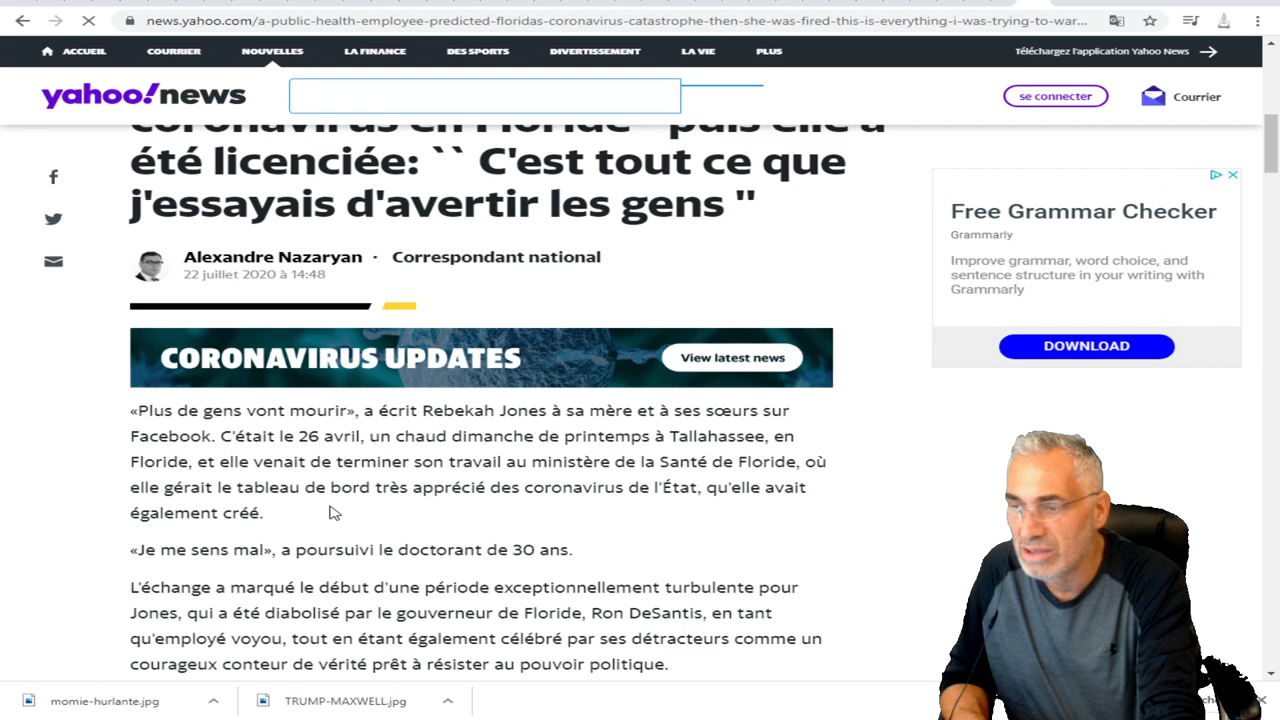 news.yahoo.com/a-public-health-employee-predicted-floridas-coronavirus-catastrophe-then-she-was-fired-this-is-everything-i-was-trying-to-war...
ACCUEIL COURRIER NOUVELLES LA FINANCE DES SPORTS DIVERTISSEMENT LA VIE PLUS Téléchargez l'application Yahoo News
yahoo!news se connecter Courrier
coronavirus en Floride puis elle a
été licenciée: `` C'est tout ce que
j'essayais d'avertir les gens ''
Alexandre Nazaryan · Correspondant national
22 juillet 2020 à 14:48
CORONAVIRUS UPDATES View latest news
«Plus de gens vont mourir», a écrit Rebekah Jones à sa mère et à ses sœurs sur
Facebook. C'était le 26 avril, un chaud dimanche de printemps à Tallahassee, en
Floride, et elle venait de terminer son travail au ministère de la Santé de Floride, où
elle gérait le tableau de bord très apprécié des coronavirus de l'État, qu'elle avait
également créé.
«Je me sens mal», a poursuivi le doctorant de 30 ans.
L'échange a marqué le début d'une période exceptionnellement turbulente pour
Jones, qui a été diabolisé par le gouverneur de Floride, Ron DeSantis, en tant
qu'employé voyou, tout en étant également célébré par ses détracteurs comme un
courageux conteur de vérité prêt à résister au pouvoir politique.
Free Grammar Checker
Grammarly
Improve grammar, word choice, and
sentence structure in your writing with
Grammarly
DOWNLOAD
momie-hurlante.jpg TRUMP-MAXWELL.jpg